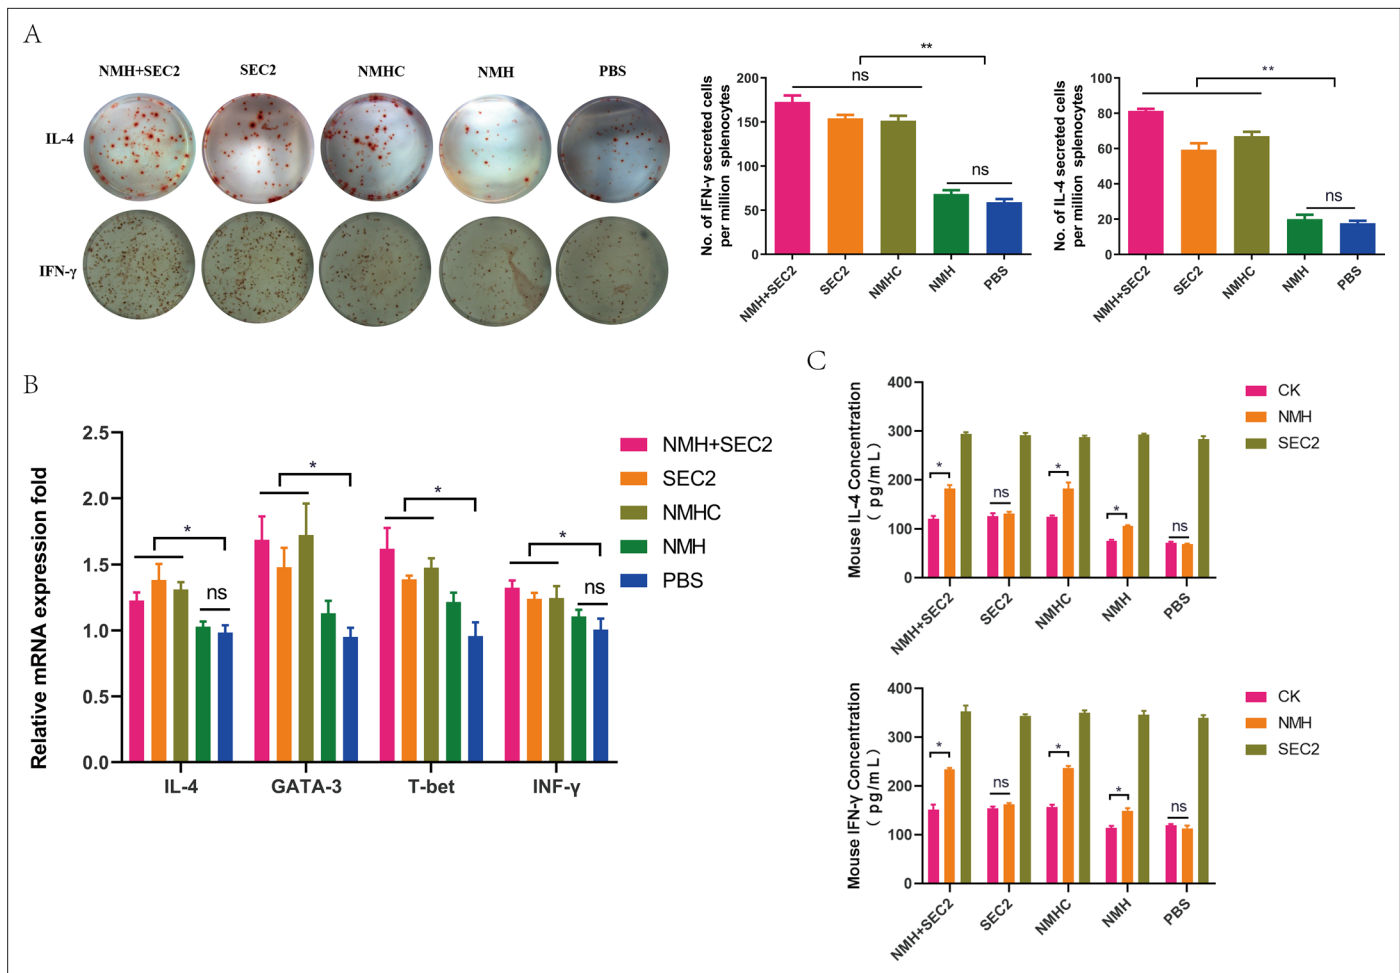 A
NMH+SEC2 SEC2 NMHC NMH PBS
IL-4
IFN-γ
No. of IFN-γ secreted cells
per million splenocytes
200
150
100
50
0
ns
**
ns
NMH+SEC2 SEC2 NMHC NMH PBS
No. of IL-4 secreted cells
per million splenocytes
100
80
60
40
20
0
**
ns
NMH+SEC2 SEC2 NMHC NMH PBS
B
Relative mRNA expression fold
2.5
2.0
1.5
1.0
0.5
0.0
*
ns
*
*
*
ns
IL-4 GATA-3 T-bet INF-γ
NMH+SEC2
SEC2
NMHC
NMH
PBS
C
Mouse IL-4 Concentration
( pg/mL)
400
300
200
100
0
* ns * * ns
NMH+SEC2 SEC2 NMHC NMH PBS
CK
NMH
SEC2
Mouse IFN-γ Concentration
( pg/mL)
400
300
200
100
0
* ns * * ns
NMH+SEC2 SEC2 NMHC NMH PBS
CK
NMH
SEC2